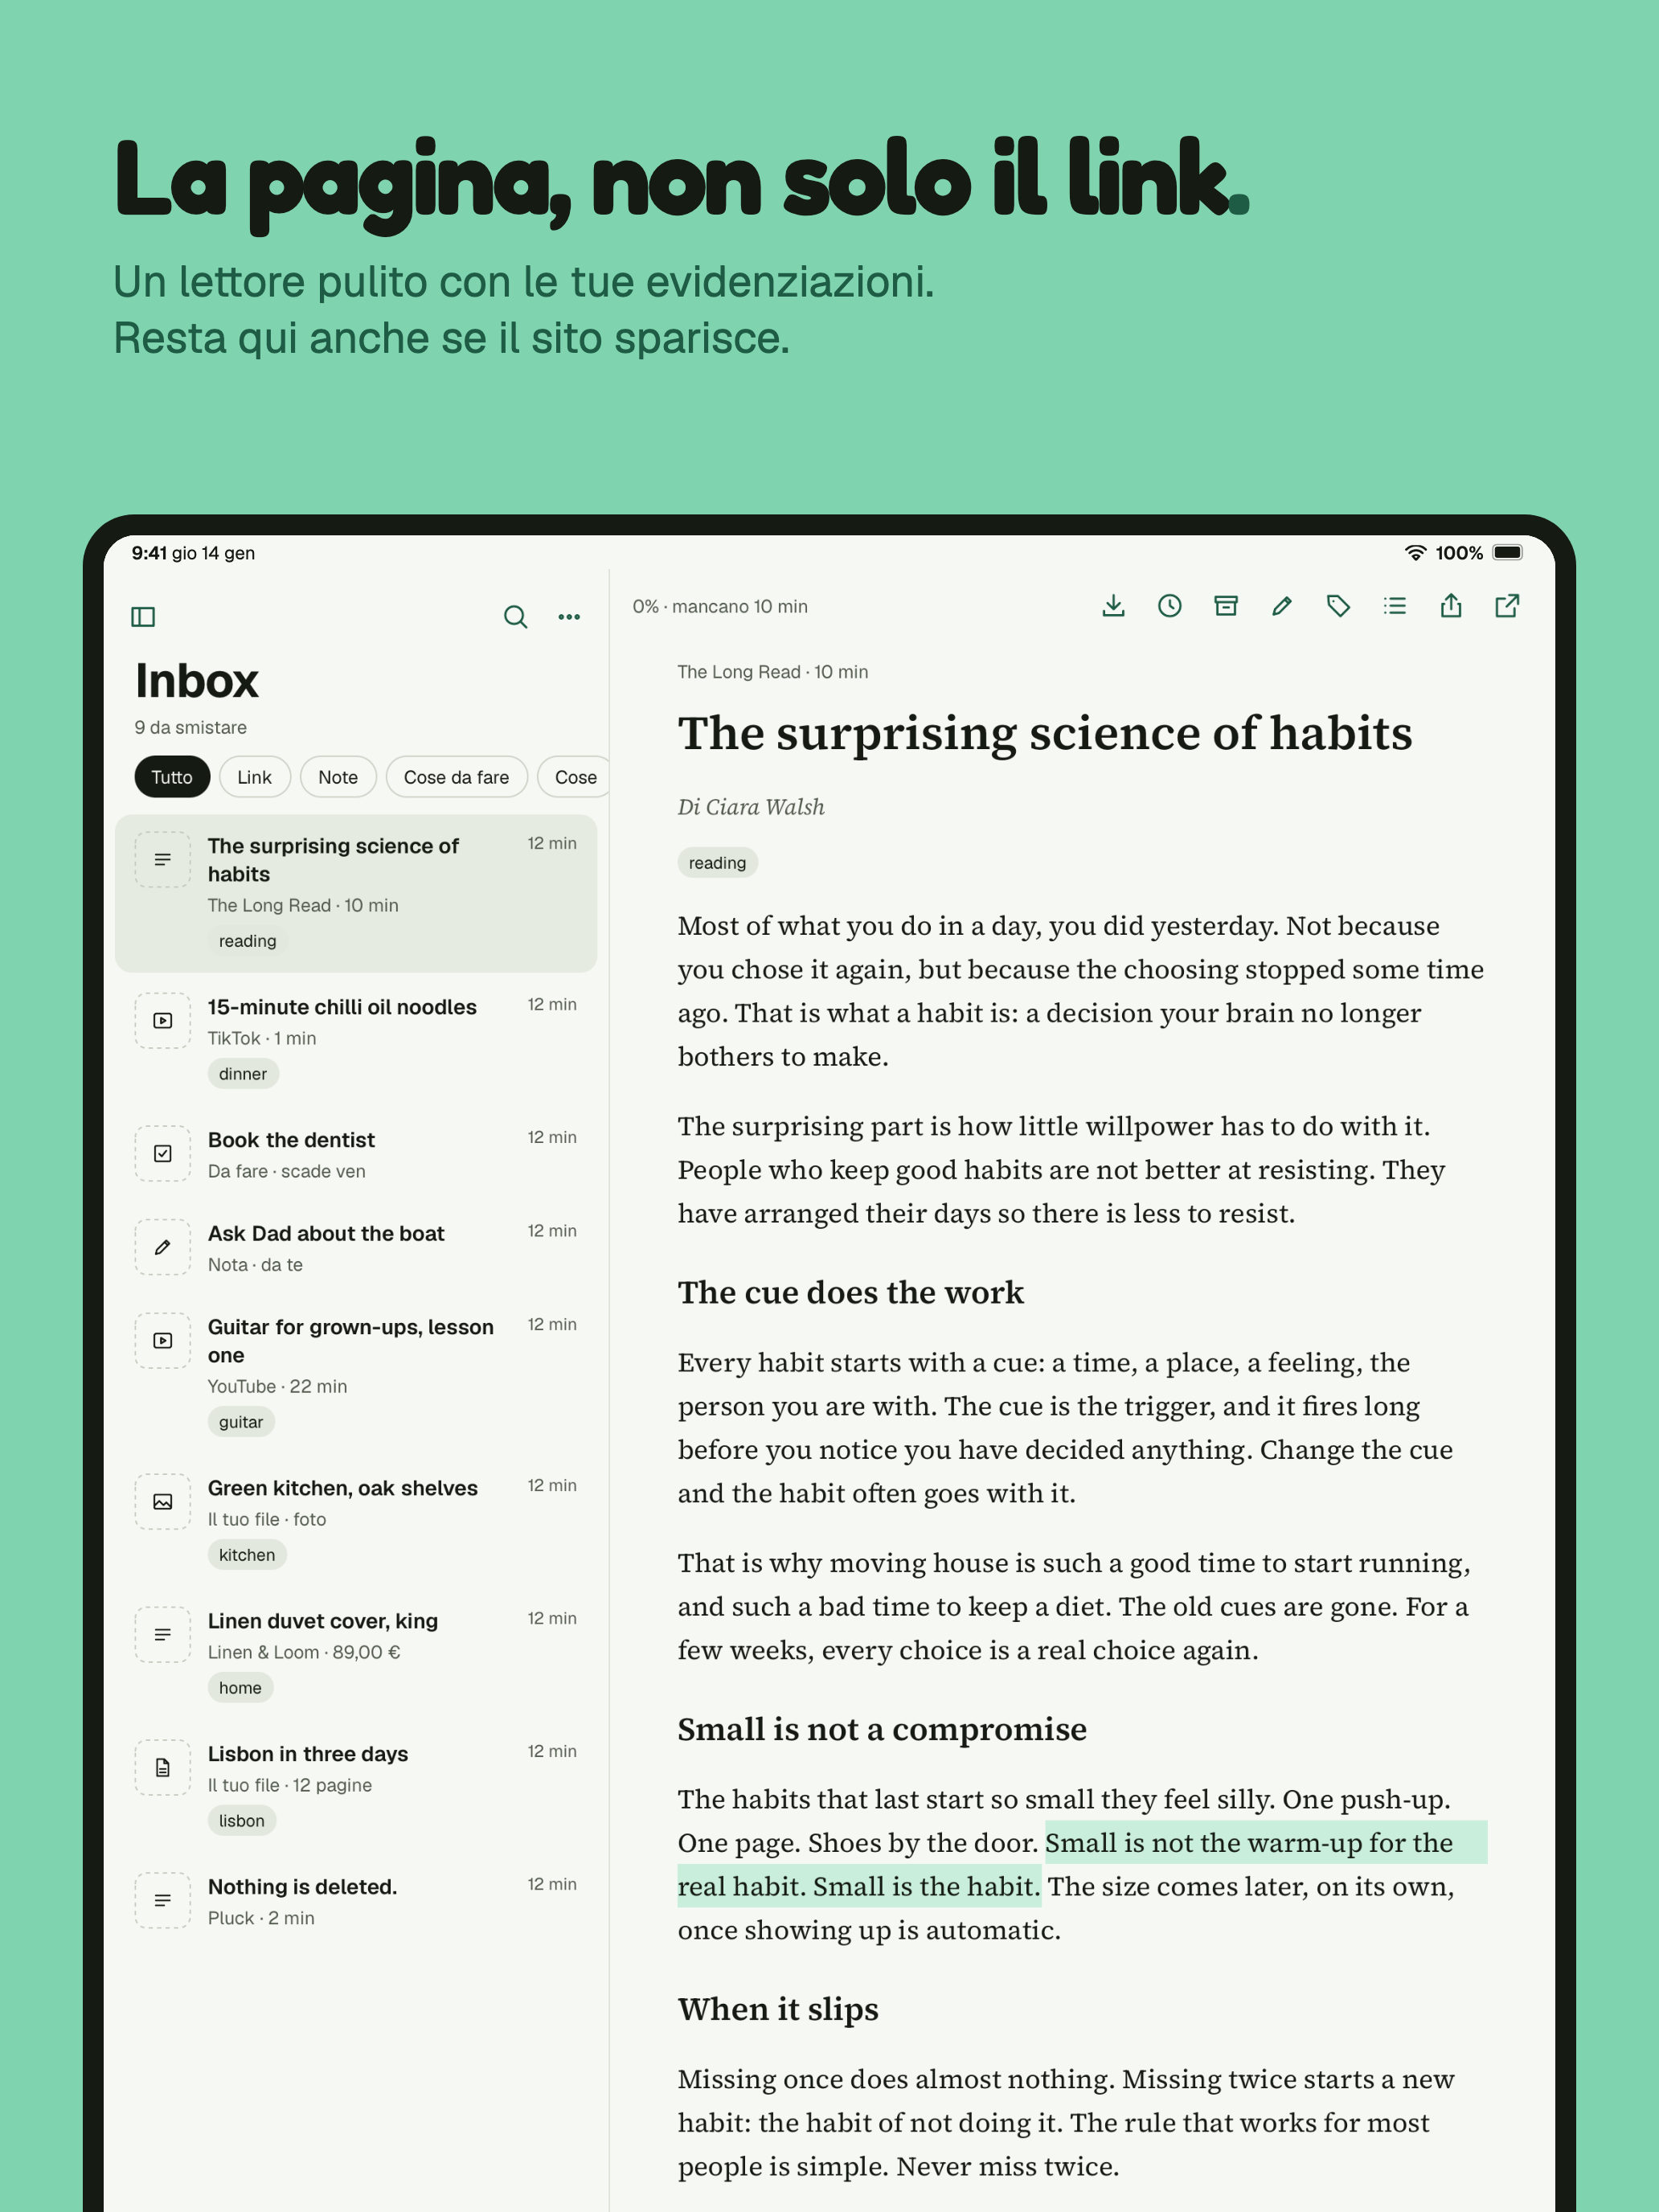 La pagina, non solo il link.
Un lettore pulito con le tue evidenziazioni.
Resta qui anche se il sito sparisce.
9:41 gio 14 gen
100%
Inbox
9 da smistare
Tutto
Link
Note
Cose da fare
Cose
The surprising science of
habits
12 min
The Long Read · 10 min
reading
15-minute chilli oil noodles
12 min
TikTok · 1 min
dinner
Book the dentist
12 min
Da fare · scade ven
Ask Dad about the boat
12 min
Nota · da te
Guitar for grown-ups, lesson
one
12 min
YouTube · 22 min
guitar
Green kitchen, oak shelves
12 min
Il tuo file · foto
kitchen
Linen duvet cover, king
12 min
Linen & Loom · 89,00 €
home
Lisbon in three days
12 min
Il tuo file · 12 pagine
lisbon
Nothing is deleted.
12 min
Pluck · 2 min
0% · mancano 10 min
The Long Read · 10 min
The surprising science of habits
Di Ciara Walsh
reading
Most of what you do in a day, you did yesterday. Not because
you chose it again, but because the choosing stopped some time
ago. That is what a habit is: a decision your brain no longer
bothers to make.
The surprising part is how little willpower has to do with it.
People who keep good habits are not better at resisting. They
have arranged their days so there is less to resist.
The cue does the work
Every habit starts with a cue: a time, a place, a feeling, the
person you are with. The cue is the trigger, and it fires long
before you notice you have decided anything. Change the cue
and the habit often goes with it.
That is why moving house is such a good time to start running,
and such a bad time to keep a diet. The old cues are gone. For a
few weeks, every choice is a real choice again.
Small is not a compromise
The habits that last start so small they feel silly. One push-up.
One page. Shoes by the door. Small is not the warm-up for the
real habit. Small is the habit. The size comes later, on its own,
once showing up is automatic.
When it slips
Missing once does almost nothing. Missing twice starts a new
habit: the habit of not doing it. The rule that works for most
people is simple. Never miss twice.